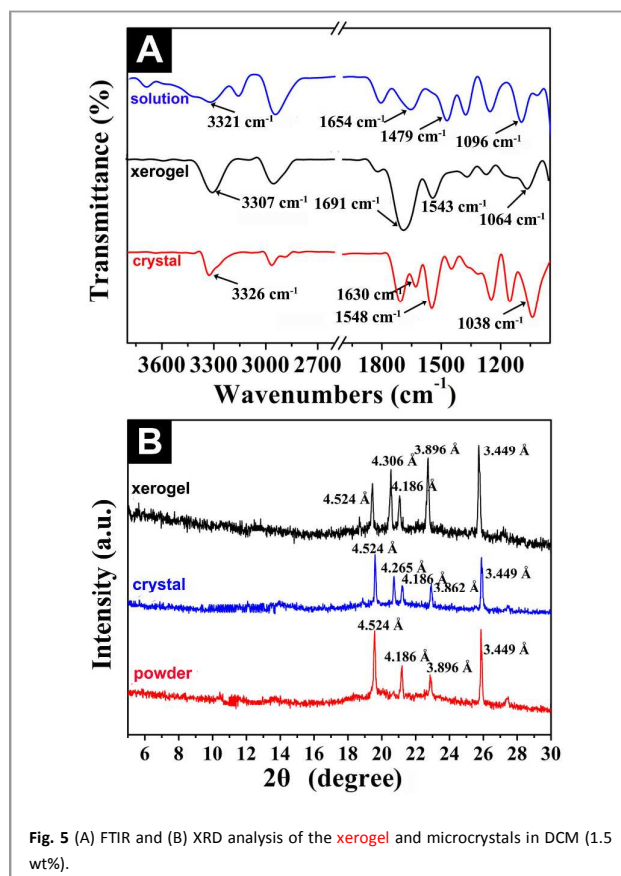 A
//
solution
3321 cm⁻¹
1654 cm⁻¹
1479 cm⁻¹
1096 cm⁻¹
xerogel
3307 cm⁻¹
1691 cm⁻¹
1543 cm⁻¹
1064 cm⁻¹
crystal
3326 cm⁻¹
1630 cm⁻¹
1548 cm⁻¹
1038 cm⁻¹
Transmittance (%)
//
3600 3300 3000 2700 1800 1500 1200
Wavenumbers (cm⁻¹)
B
xerogel
4.524 Å
4.306 Å
4.186 Å
3.896 Å
3.449 Å
crystal
4.524 Å
4.265 Å
4.186 Å
3.862 Å
3.449 Å
powder
4.524 Å
4.186 Å
3.896 Å
3.449 Å
Intensity (a.u.)
6 8 10 12 14 16 18 20 22 24 26 28 30
2θ (degree)
Fig. 5 (A) FTIR and (B) XRD analysis of the xerogel and microcrystals in DCM (1.5
wt%).